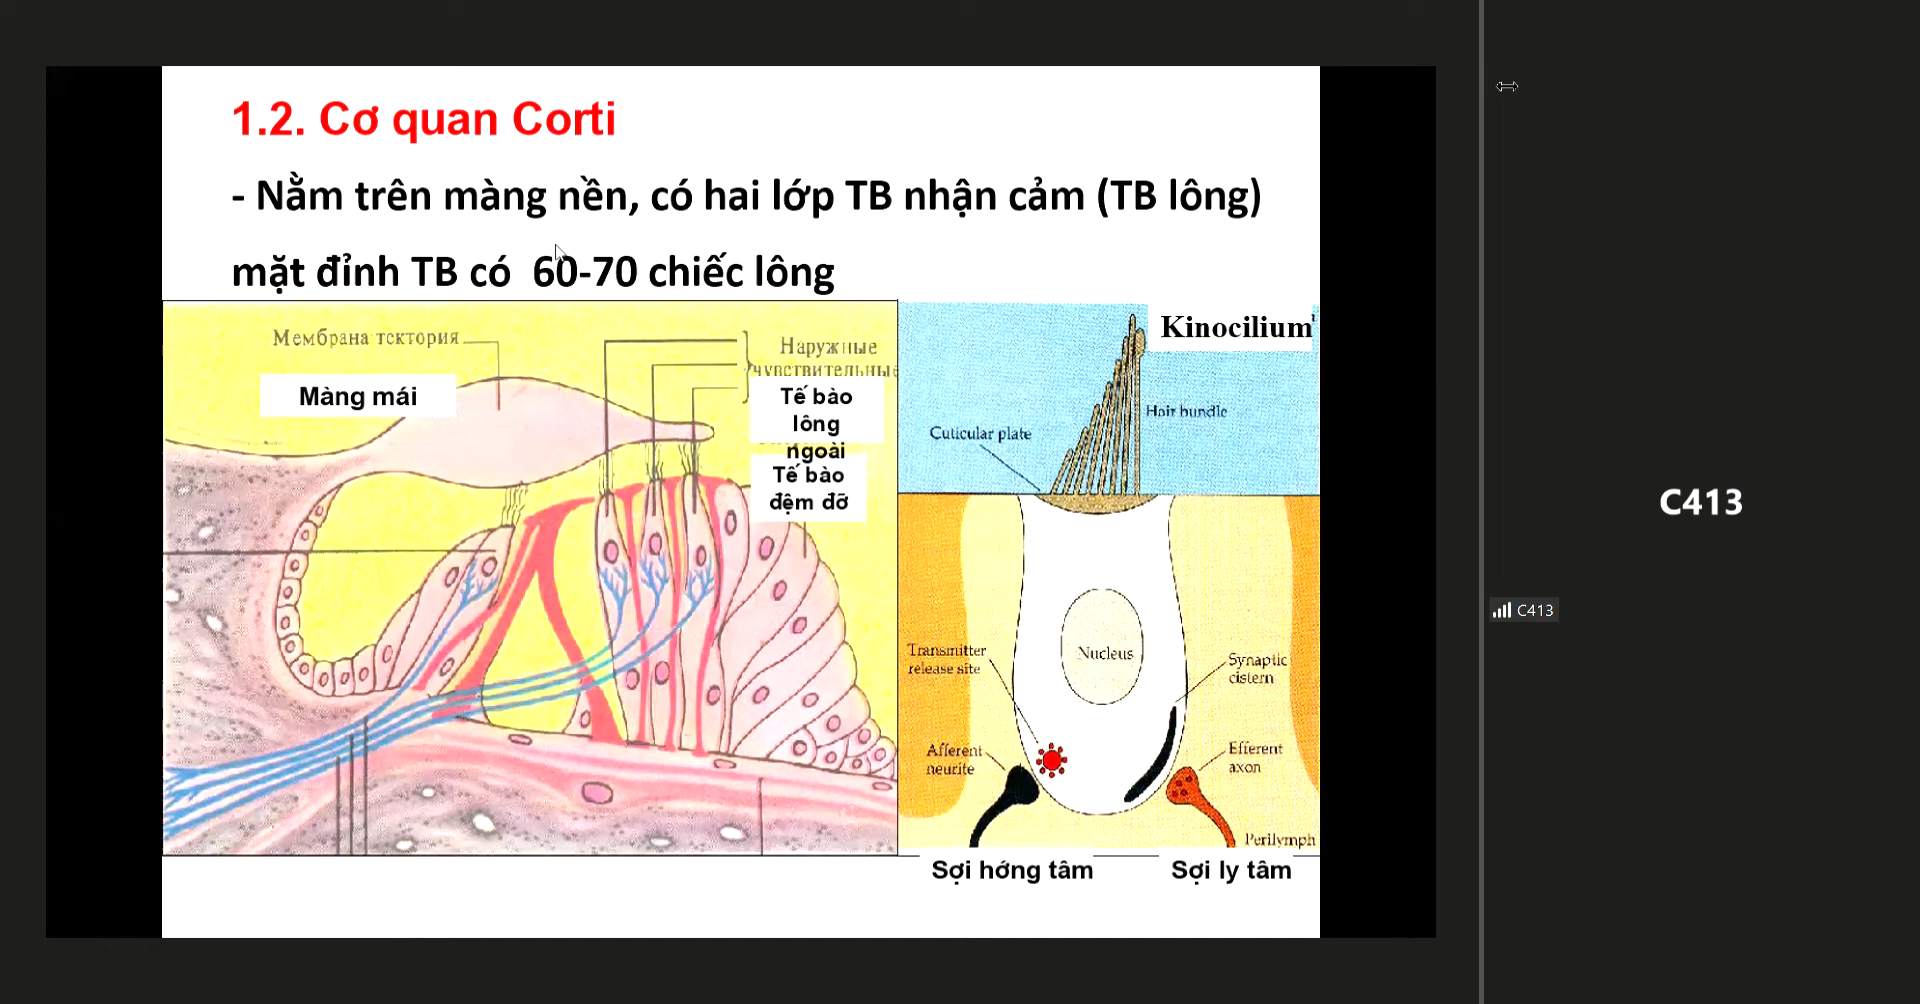 1.2. Cơ quan Corti
- Nằm trên màng nền, có hai lớp TB nhận cảm (TB lông)
mặt đỉnh TB có 60-70 chiếc lông
Мембрана тектория
Màng mái
Наружные
чувствительные
Tế bào
lông
ngoài
Tế bào
đệm đỡ
Kinocilium
Hair bundle
Cuticular plate
Nucleus
Transmitter
release site
Synaptic
cistern
Afferent
neurite
Efferent
axon
Perilymph
Sợi hớng tâm
Sợi ly tâm
C413
C413